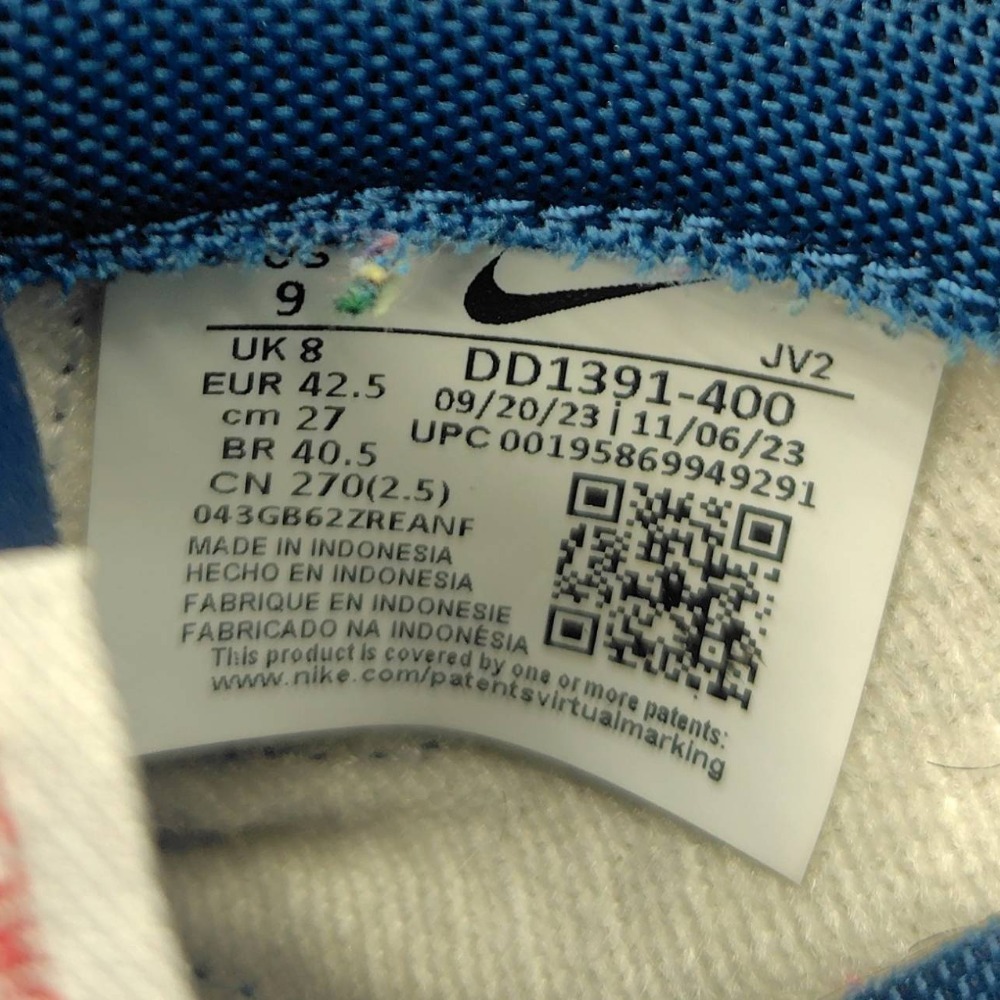 US
9
UK 8
EUR 42.5
cm 27
BR 40.5
CN 270(2.5)
043GB62ZREANF
MADE IN INDONESIA
HECHO EN INDONESIA
FABRIQUE EN INDONESIE
FABRICADO NA INDONÉSIA
This product is covered by one or more patents:
www.nike.com/patentsvirtualmarking
JV2
DD1391-400
09/20/23 | 11/06/23
UPC 00195869949291